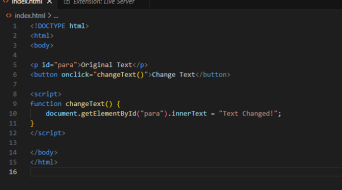 index.html
Extension: Live Server
index.html > ...
1 <!DOCTYPE html>
2 <html>
3 <body>
4
5 <p id="para">Original Text</p>
6 <button onclick="changeText()">Change Text</button>
7
8 <script>
9 function changeText() {
10     document.getElementById("para").innerText = "Text Changed!";
11 }
12 </script>
13
14 </body>
15 </html>
16